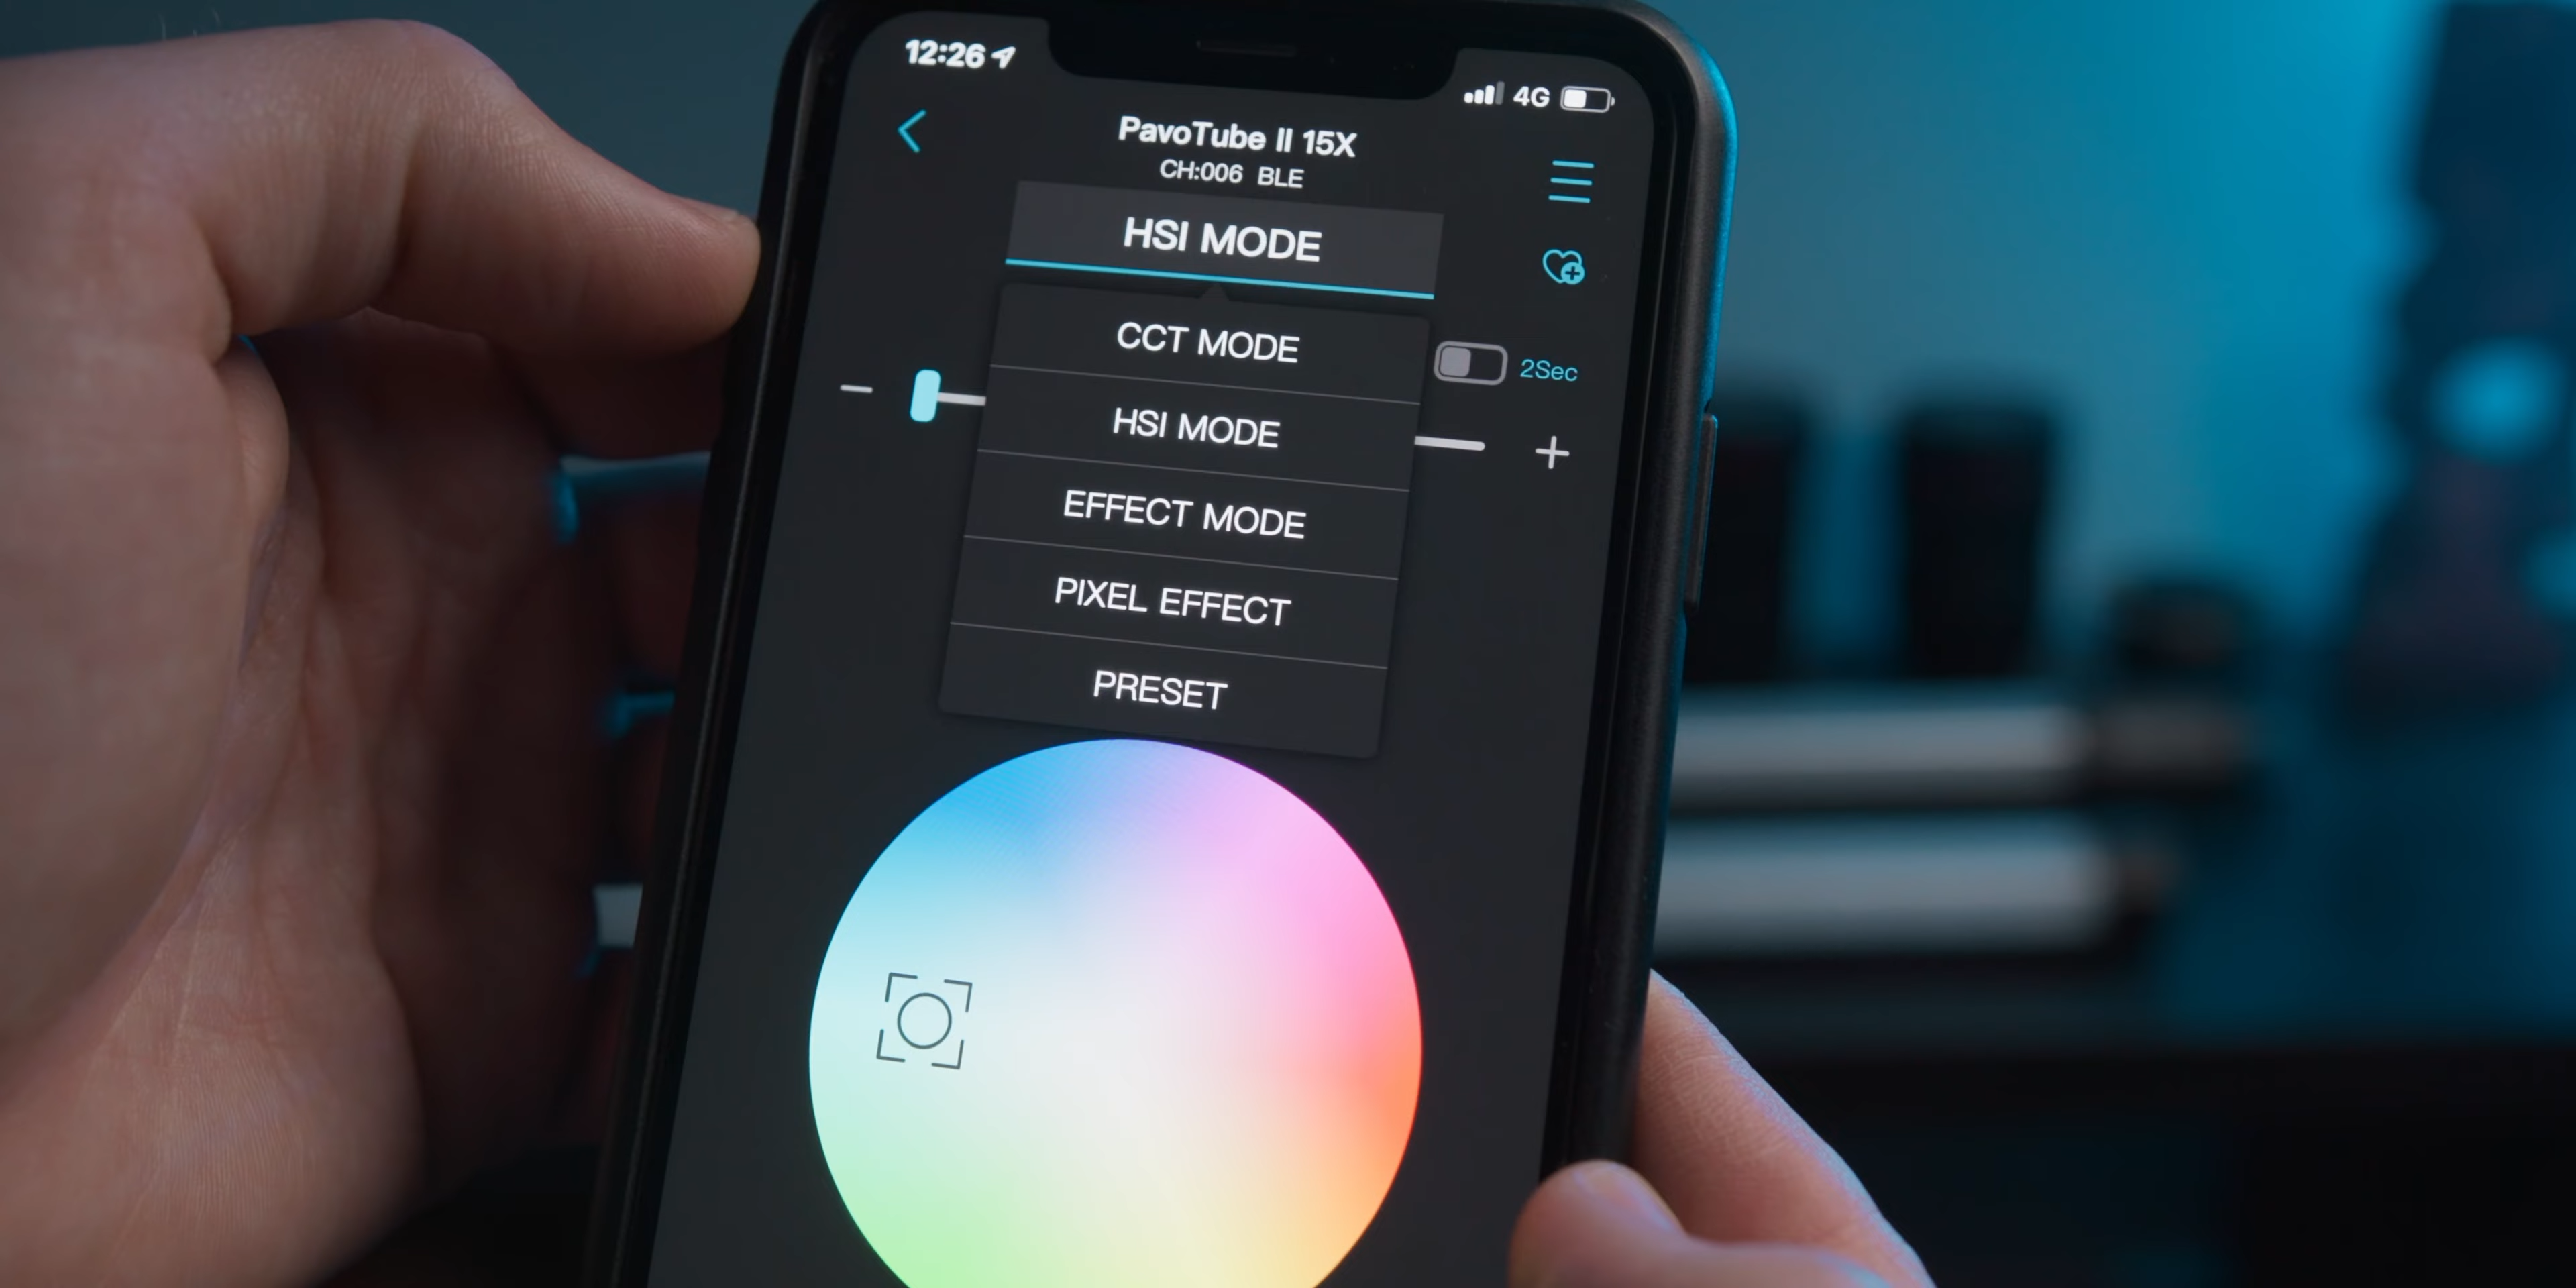 12:26
4G
PavoTube II 15X
CH:006 BLE
HSI MODE
CCT MODE
2Sec
HSI MODE
EFFECT MODE
PIXEL EFFECT
PRESET